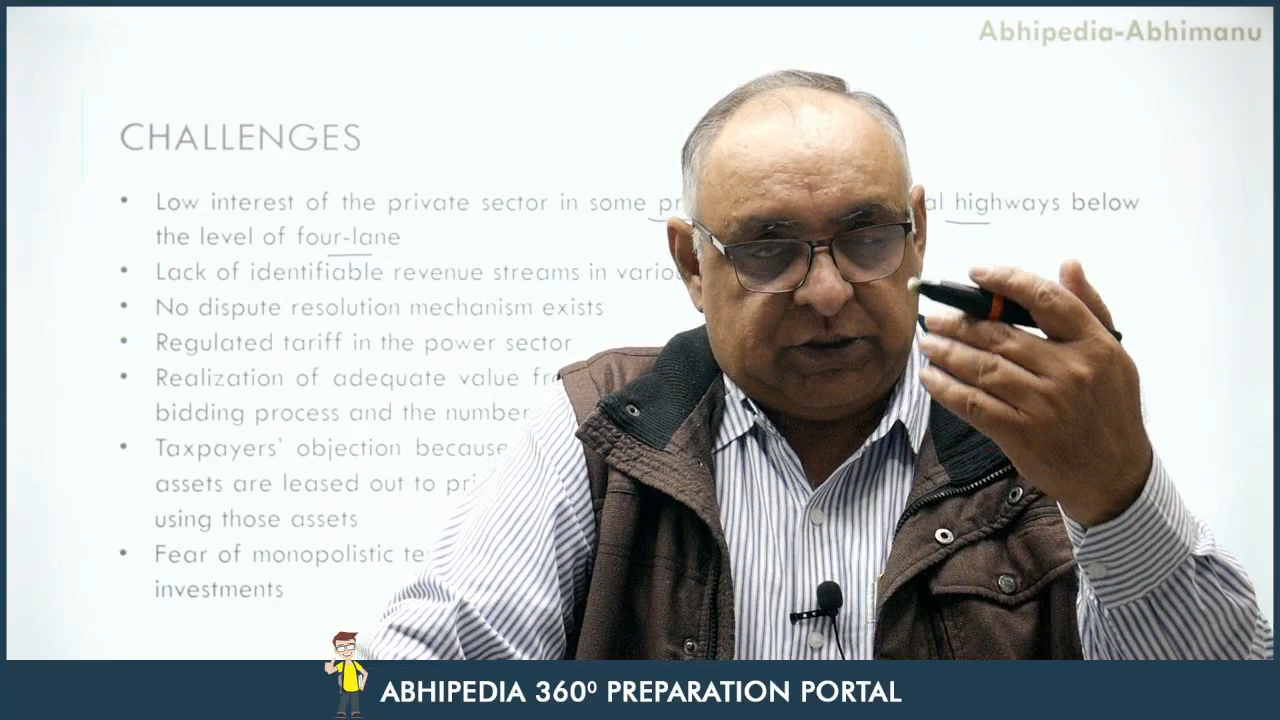 Abhipedia-Abhimanu
CHALLENGES
• Low interest of the private sector in some highways below
the level of four-lane
• Lack of identifiable revenue streams in
• No dispute resolution mechanism exists
• Regulated tariff in the power sector
• Realization of adequate value
bidding process and the number
• Taxpayers' objection because
assets are leased out to
using those assets
• Fear of monopolistic
investments
ABHIPEDIA 360⁰ PREPARATION PORTAL